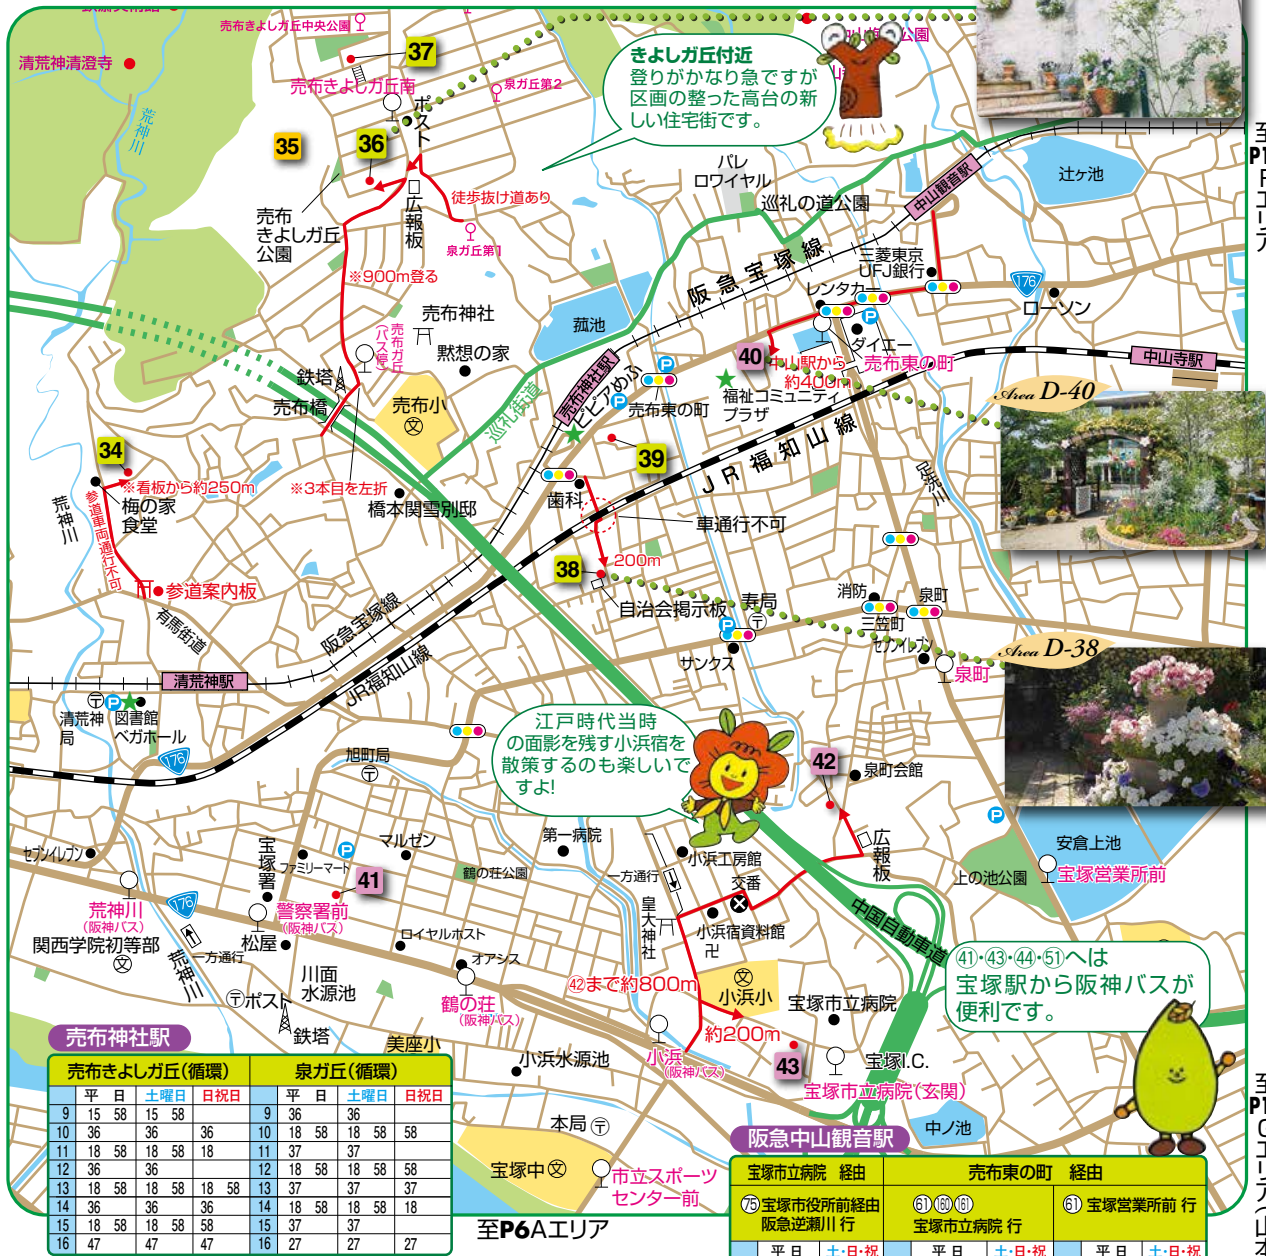 売布きよしガ丘中央公園
清荒神清澄寺
37
売布きよしガ丘南
泉ガ丘第2
きよしガ丘付近
登りがかなり急ですが
区画の整った高台の新
しい住宅街です。
荒神川
ポスト
35
36
広報板
徒歩抜け道あり
泉ガ丘第1
売布
きよしガ丘
公園
※900m登る
パレ
ロワイヤル
巡礼の道公園
中山観音駅
辻ヶ池
阪急宝塚線
三菱東京
UFJ銀行
レンタカー
176
ローソン
P
ダイエー
売布東の町
中山寺駅
売布神社
黙想の家
菰池
売布ガ丘
(バス停)
鉄塔
売布橋
売布小
文
巡礼街道
売布神社駅
ピピアめふ
P
P
売布東の町
40
中山駅から
約400m
福祉コミュニティ
プラザ
Area D-40
JR福知山線
足洗川
34
※看板から約250m
梅の家
食堂
荒神川
参道車両通行不可
参道案内板
有馬街道
※3本目を左折
橋本関雪別邸
39
歯科
車通行不可
38
200m
自治会掲示板
寿局
P
サンクス
消防
泉町
三笠町
セブンイレブン
泉町
Area D-38
阪急宝塚線
JR福知山線
清荒神駅
清荒神
局
P
図書館
ベガホール
176
旭町局
江戸時代当時
の面影を残す小浜宿を
散策するのも楽しいで
すよ!
42
泉町会館
P
安倉上池
宝塚営業所前
上の池公園
広報板
セブンイレブン
宝塚署
ファミリーマート
P
マルゼン
41
警察署前
(阪神バス)
鶴の荘公園
第一病院
一方通行
小浜工房館
交番
皇大神社
小浜宿資料館
中国自動車道
荒神川
(阪神バス)
176
関西学院初等部
文
松屋
一方通行
荒神川
ロイヤルホスト
オアシス
川面
水源池
ポスト
鉄塔
鶴の荘
(阪神バス)
㊷まで約800m
文
小浜小
約200m
宝塚市立病院
㊶・㊸・㊹・51へは
宝塚駅から阪神バスが
便利です。
美座小
小浜水源池
小浜
(阪神バス)
43
宝塚I.C.
宝塚市立病院(玄関)
中ノ池
本局
宝塚中 文
市立スポーツ
センター前
至P6Aエリア
売布神社駅
売布きよしガ丘(循環) 泉ガ丘(循環)
平日 土曜日 日祝日 平日 土曜日 日祝日
9 15 58 15 58 9 36 36
10 36 36 36 10 18 58 18 58 58
11 18 58 18 58 18 11 37 37
12 36 36 12 18 58 18 58 58
13 18 58 18 58 18 58 13 37 37 37
14 36 36 36 14 18 58 18 58 18
15 18 58 18 58 58 15 37 37
16 47 47 47 16 27 27 27
阪急中山観音駅
宝塚市立病院 経由 売布東の町 経由
75 宝塚市役所前経由
阪急逆瀬川 行
61 160 161
宝塚市立病院 行
61 宝塚営業所前 行
平日 土・日・祝 平日 土・日・祝 平日 土・日・祝